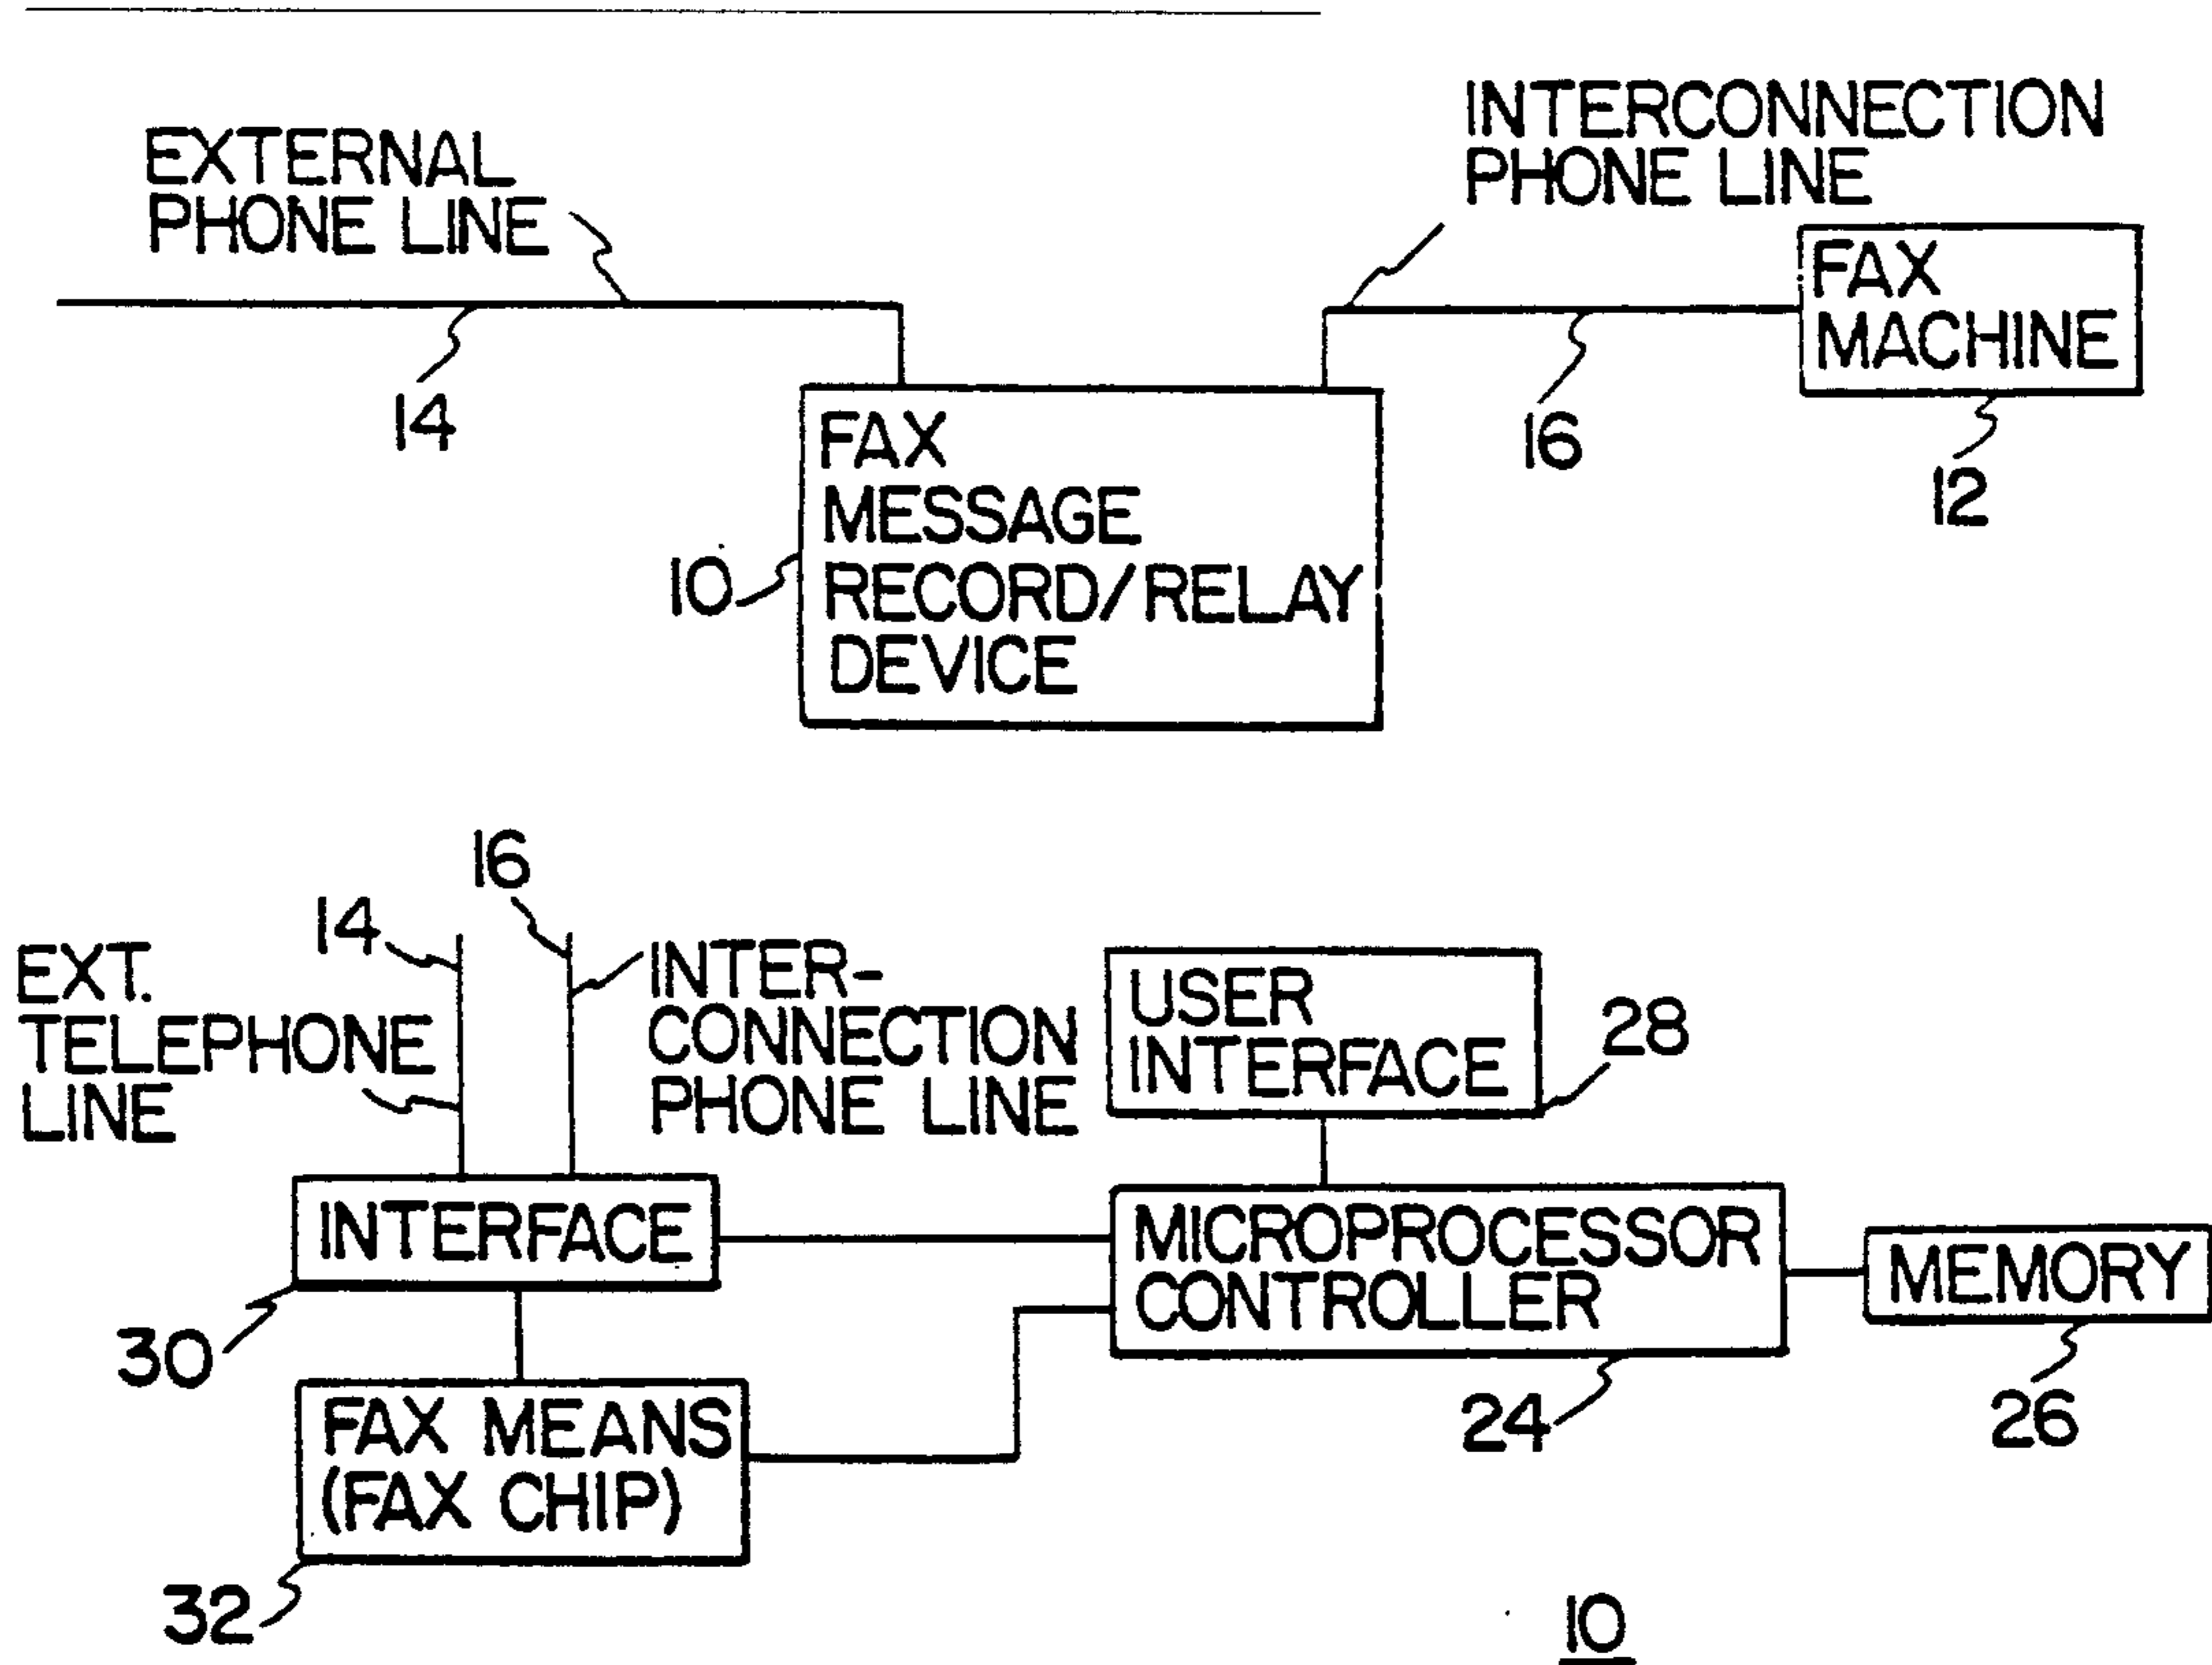 EXTERNAL
PHONE LINE
INTERCONNECTION
PHONE LINE
FAX
MACHINE
14
16
12
FAX
MESSAGE
RECORD/RELAY
DEVICE
10
16
14
EXT.
TELEPHONE
LINE
INTER-
CONNECTION
PHONE LINE
USER
INTERFACE
28
INTERFACE
MICROPROCESSOR
CONTROLLER
MEMORY
30
24
26
FAX MEANS
(FAX CHIP)
32
10